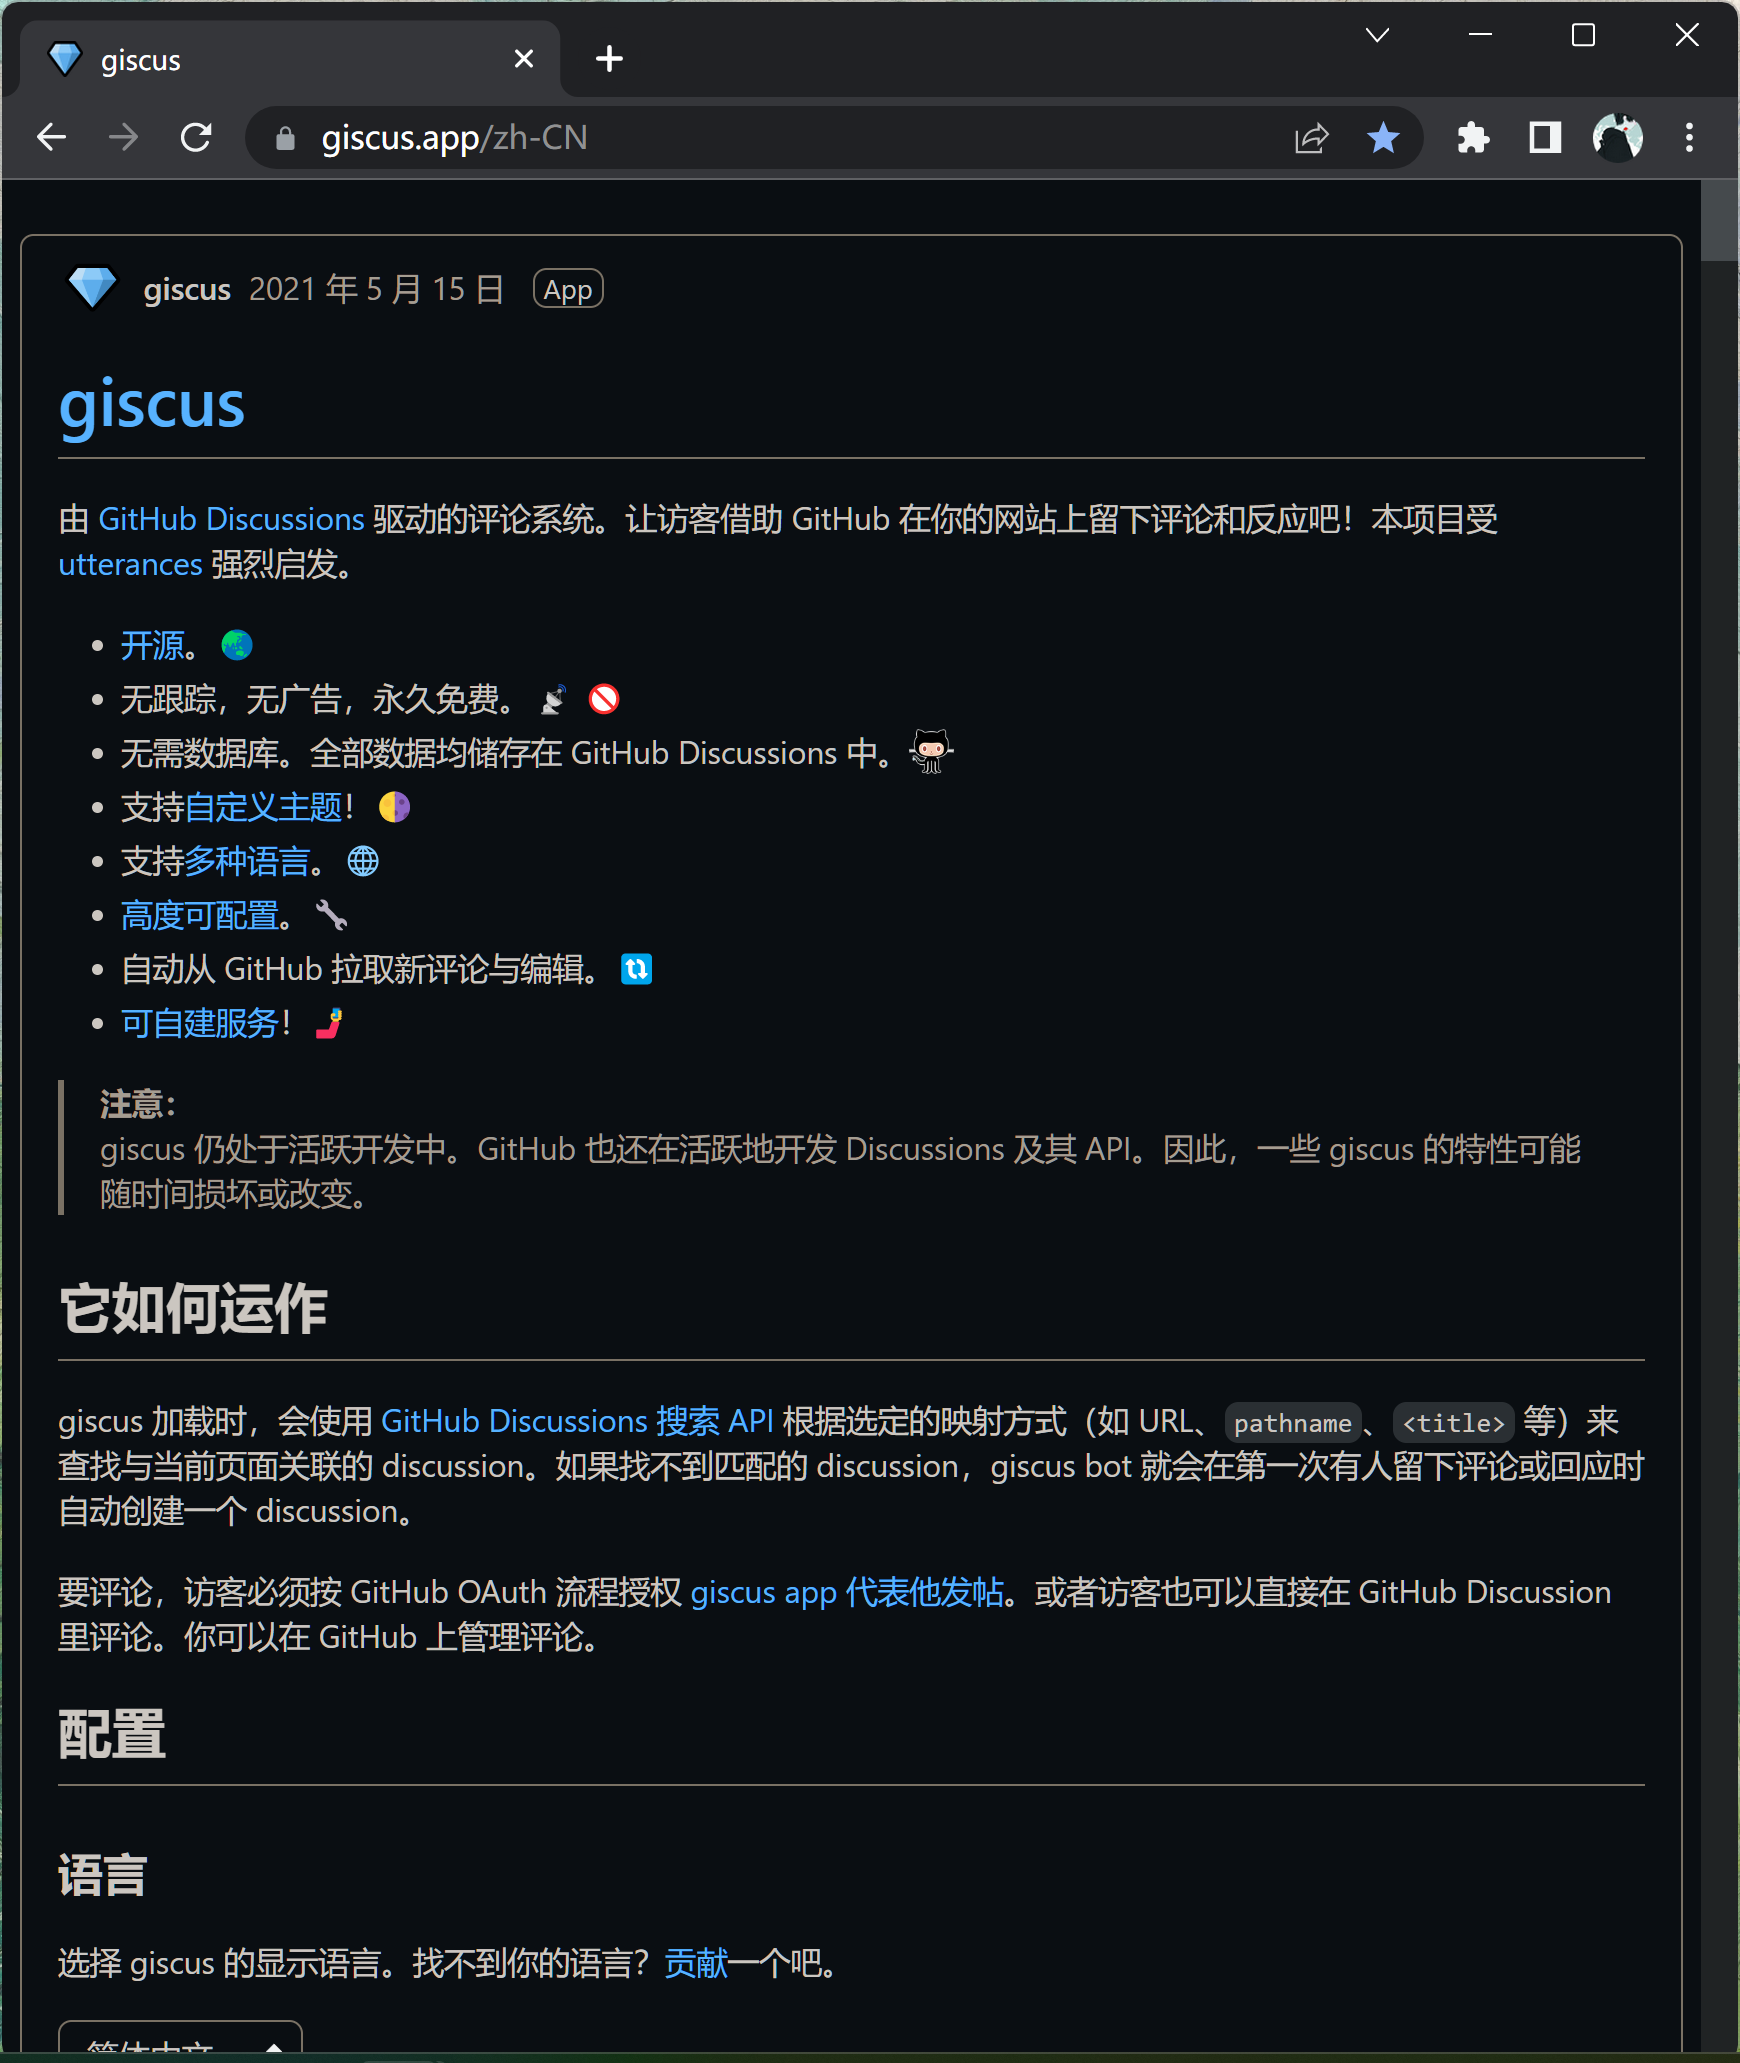 giscus
giscus.app/zh-CN
giscus 2021 年 5 月 15 日 App
giscus
由 GitHub Discussions 驱动的评论系统。让访客借助 GitHub 在你的网站上留下评论和反应吧！本项目受
utterances 强烈启发。
开源。
无跟踪，无广告，永久免费。
无需数据库。全部数据均储存在 GitHub Discussions 中。
支持自定义主题！
支持多种语言。
高度可配置。
自动从 GitHub 拉取新评论与编辑。
可自建服务！
注意：
giscus 仍处于活跃开发中。GitHub 也还在活跃地开发 Discussions 及其 API。因此，一些 giscus 的特性可能
随时间损坏或改变。
它如何运作
giscus 加载时，会使用 GitHub Discussions 搜索 API 根据选定的映射方式（如 URL、pathname、<title> 等）来
查找与当前页面关联的 discussion。如果找不到匹配的 discussion，giscus bot 就会在第一次有人留下评论或回应时
自动创建一个 discussion。
要评论，访客必须按 GitHub OAuth 流程授权 giscus app 代表他发帖。或者访客也可以直接在 GitHub Discussion
里评论。你可以在 GitHub 上管理评论。
配置
语言
选择 giscus 的显示语言。找不到你的语言？贡献一个吧。
简体中文